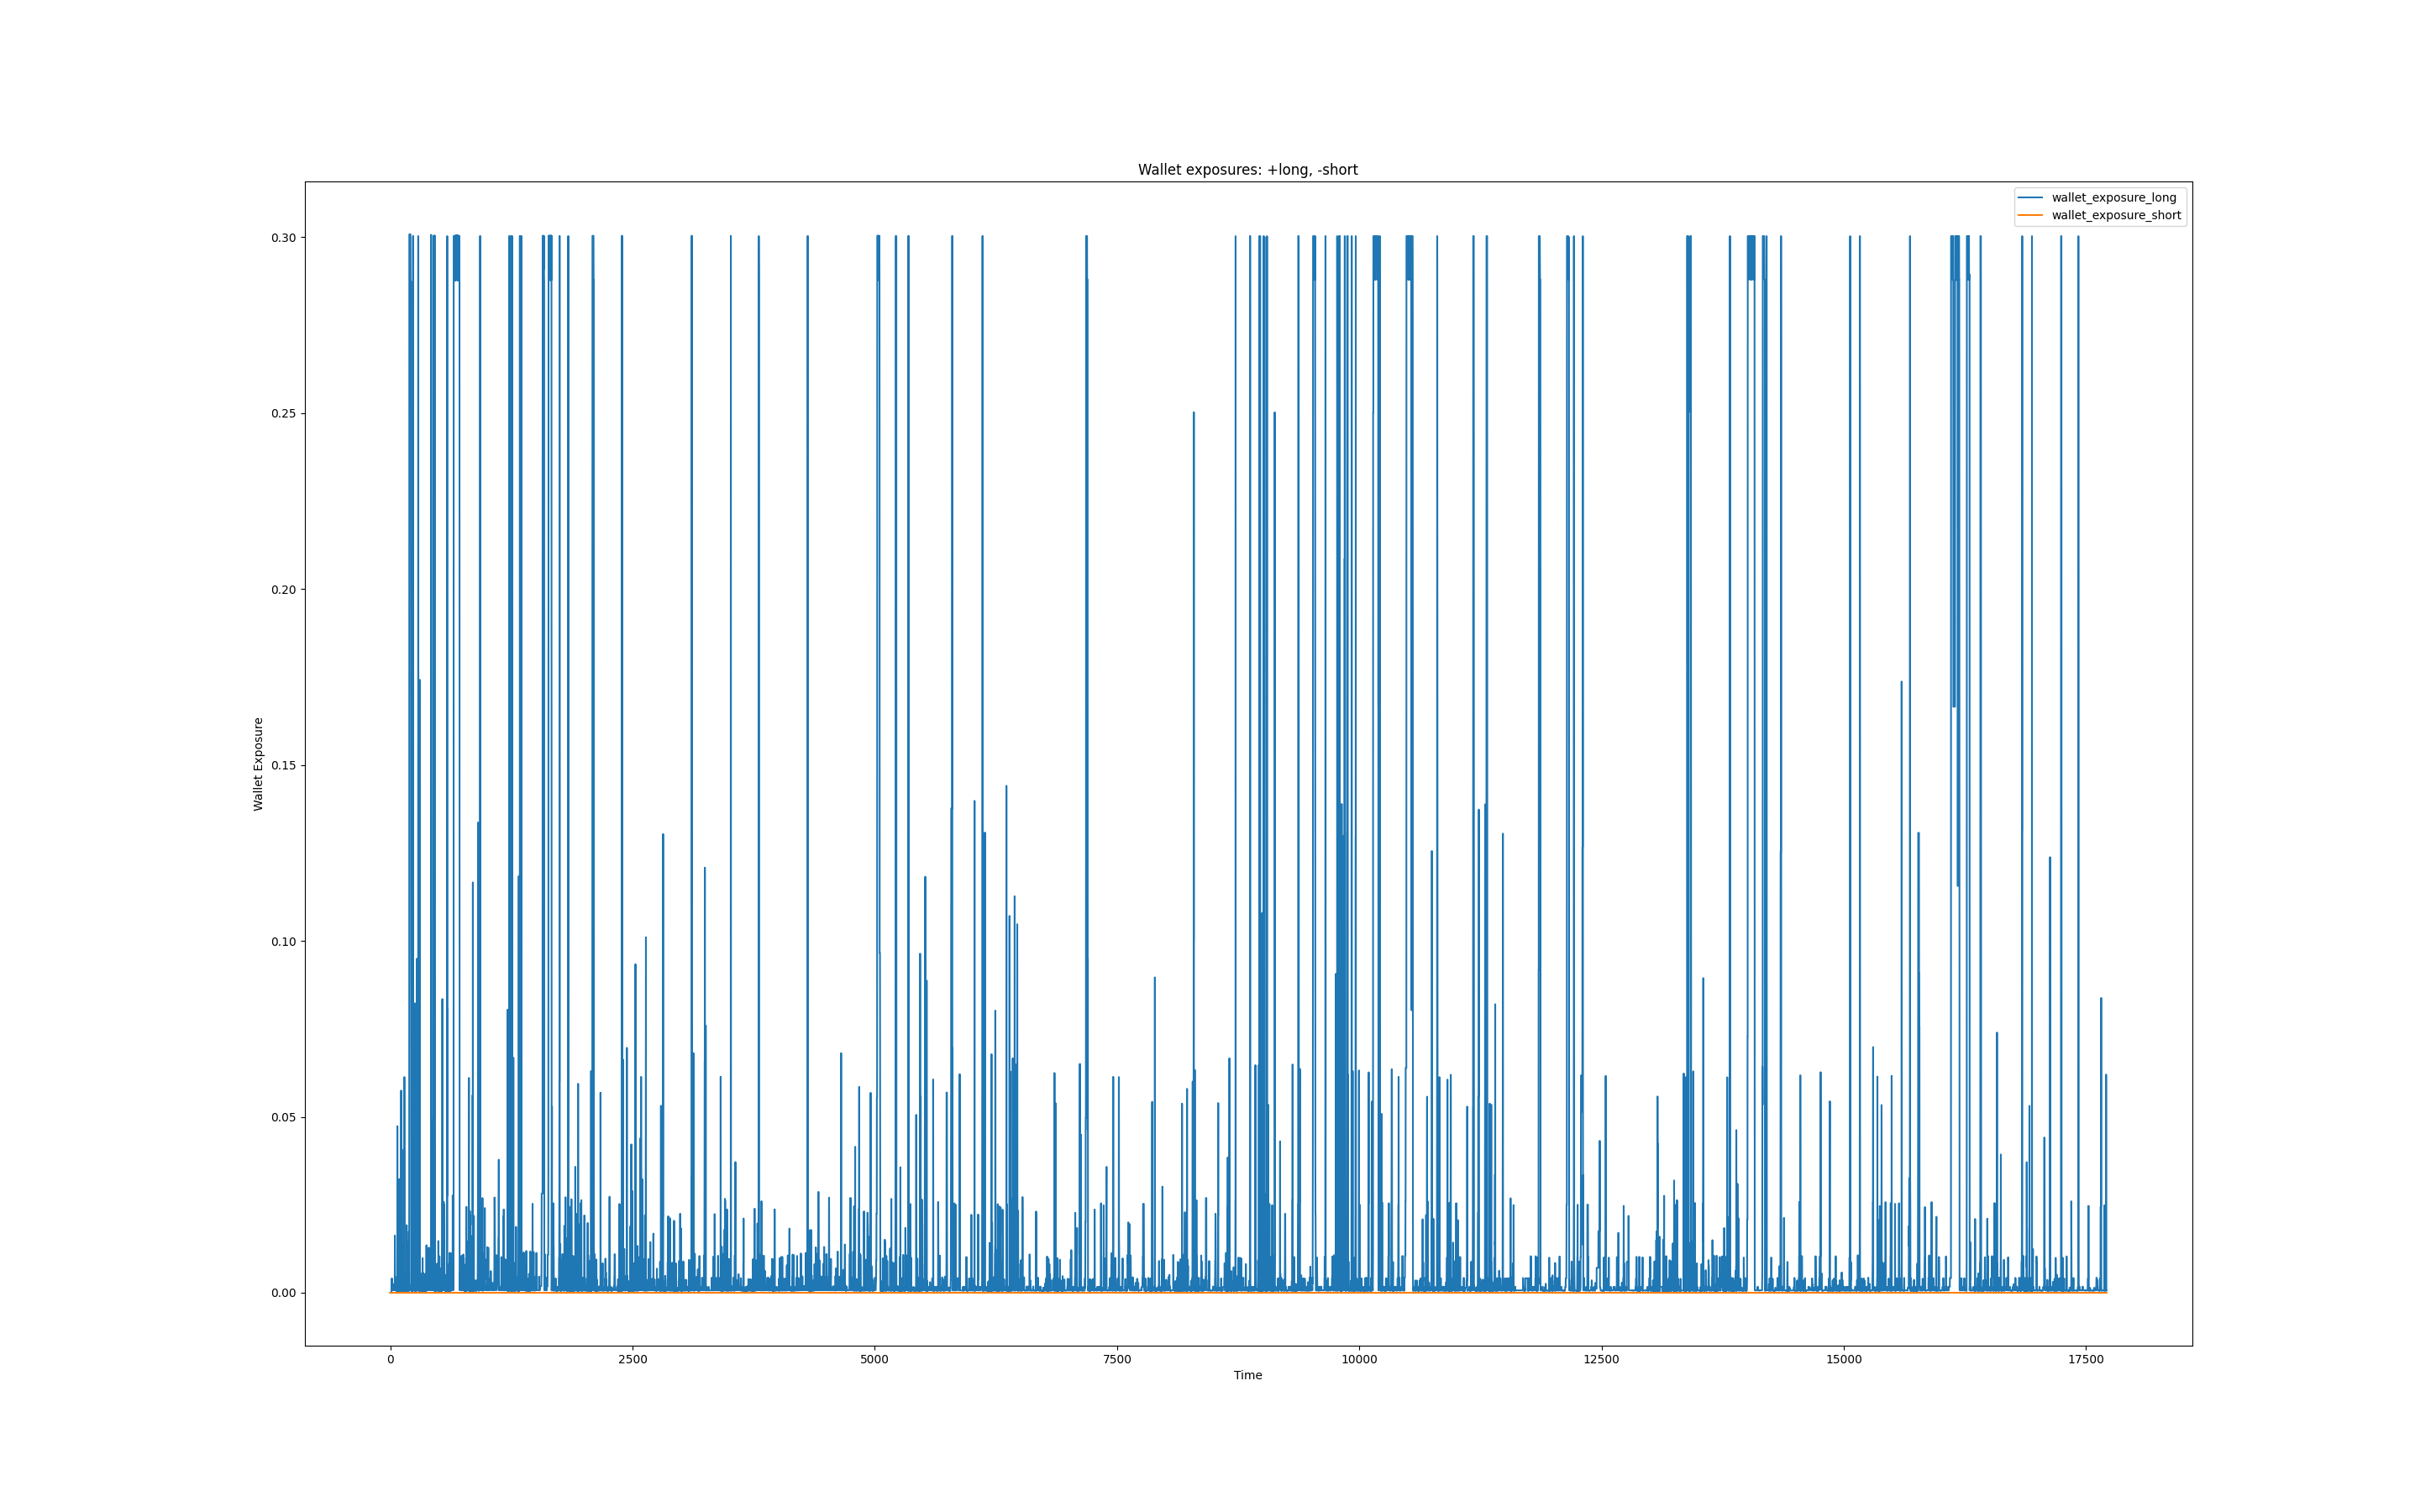 Wallet exposures: +long, -short
wallet_exposure_long
wallet_exposure_short
0.30
0.25
0.20
0.15
0.10
0.05
0.00
Wallet Exposure
0 2500 5000 7500 10000 12500 15000 17500
Time